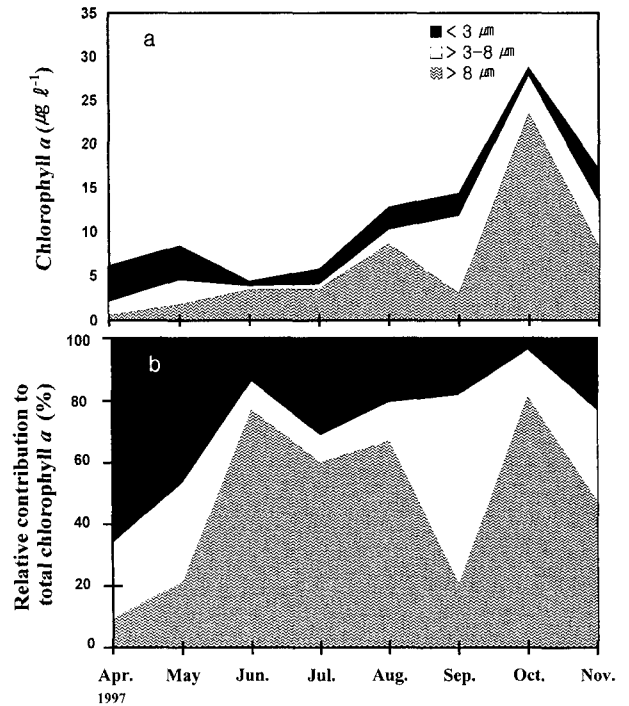 a
< 3 ㎛
> 3-8 ㎛
> 8 ㎛
35
30
25
20
15
10
5
0
Chlorophyll a (㎍ ℓ⁻¹)
b
100
80
60
40
20
0
Relative contribution to
total chlorophyll a (%)
Apr. May Jun. Jul. Aug. Sep. Oct. Nov.
1997